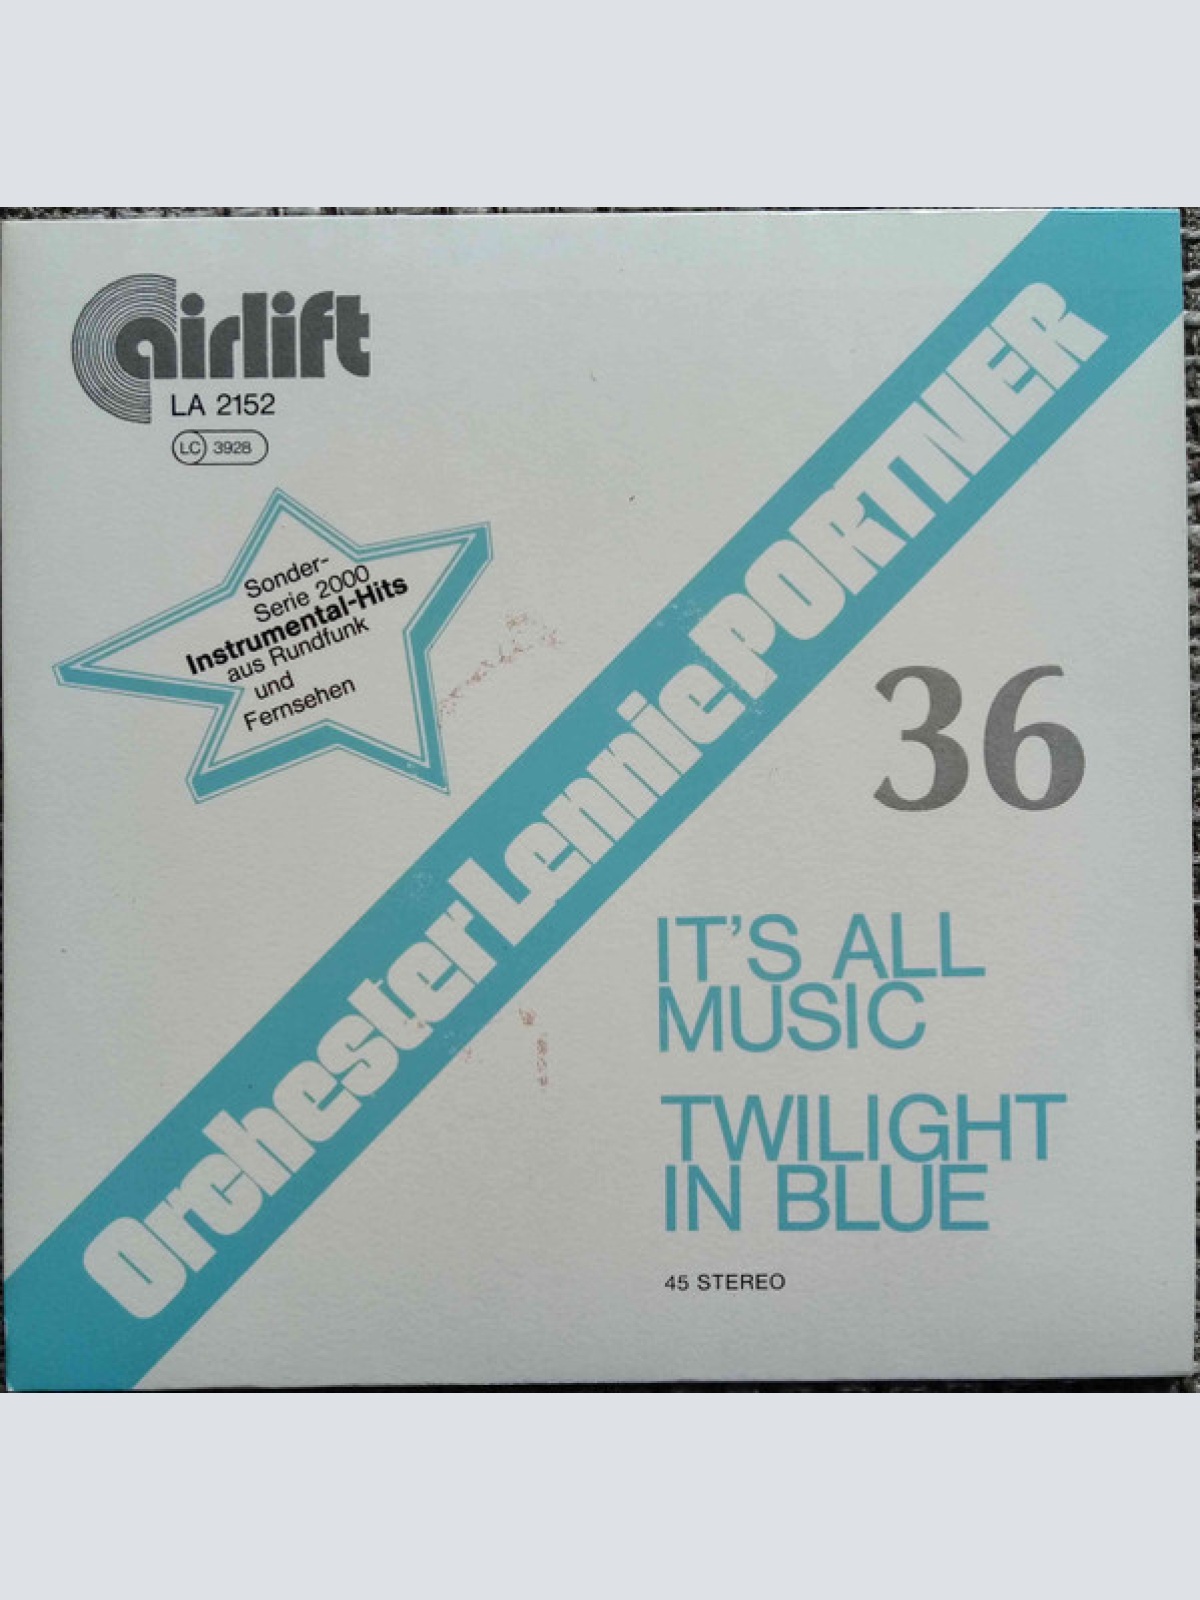 airlift
LA 2152
LC 3928
Sonder-
Serie 2000
Instrumental-Hits
aus Rundfunk
und
Fernsehen
Orchester Lennie PORTNER
36
IT'S ALL
MUSIC
TWILIGHT
IN BLUE
45 STEREO